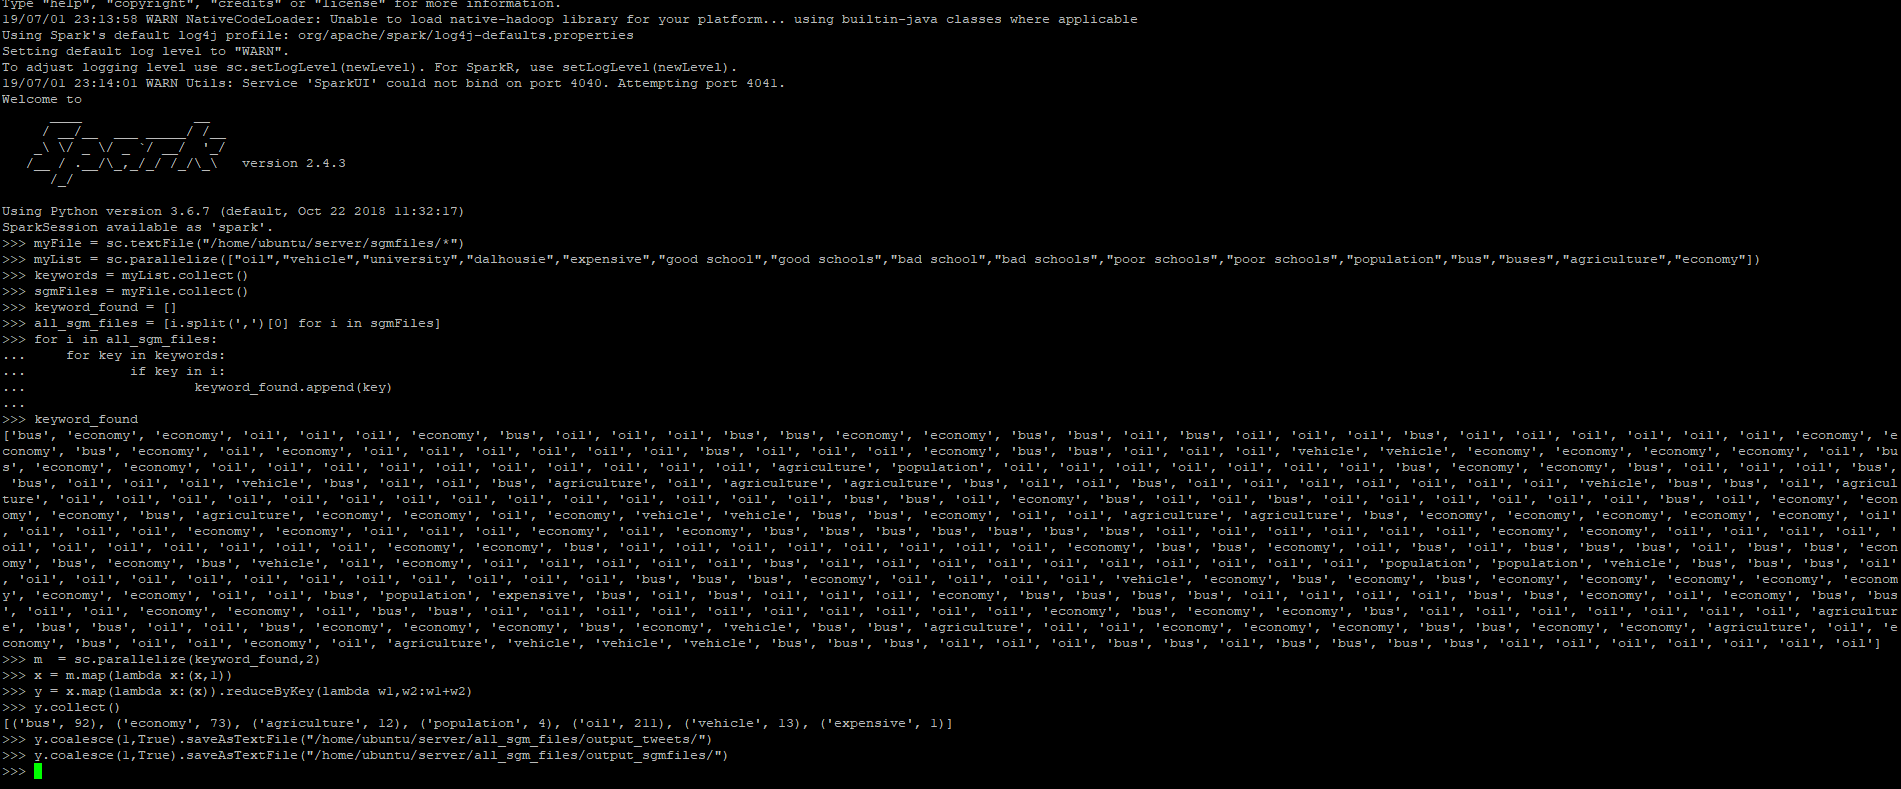 Type "help", "copyright", "credits" or "license" for more information.
19/07/01 23:13:58 WARN NativeCodeLoader: Unable to load native-hadoop library for your platform... using builtin-java classes where applicable
Using Spark's default log4j profile: org/apache/spark/log4j-defaults.properties
Setting default log level to "WARN".
To adjust logging level use sc.setLogLevel(newLevel). For SparkR, use setLogLevel(newLevel).
19/07/01 23:14:01 WARN Utils: Service 'SparkUI' could not bind on port 4040. Attempting port 4041.
Welcome to
Spark version 2.4.3
Using Python version 3.6.7 (default, Oct 22 2018 11:32:17)
SparkSession available as 'spark'.
>>> myFile = sc.textFile("/home/ubuntu/server/sgmfiles/*")
>>> myList = sc.parallelize(["oil","vehicle","university","dalhousie","expensive","good school","good schools","bad school","bad schools","poor schools","poor schools","population","bus","buses","agriculture","economy"])
>>> keywords = myList.collect()
>>> sgmFiles = myFile.collect()
>>> keyword_found = []
>>> all_sgm_files = [i.split(',')[0] for i in sgmFiles]
>>> for i in all_sgm_files:
...     for key in keywords:
...             if key in i:
...                     keyword_found.append(key)
...
>>> keyword_found
['bus', 'economy', 'economy', 'oil', 'oil', 'oil', 'economy', 'bus', 'oil', 'oil', 'oil', 'bus', 'bus', 'economy', 'economy', 'bus', 'bus', 'oil', 'bus', 'oil', 'oil', 'oil', 'bus', 'oil', 'oil', 'oil', 'oil', 'oil', 'oil', 'economy', 'e
conomy', 'bus', 'economy', 'oil', 'economy', 'oil', 'oil', 'oil', 'oil', 'oil', 'oil', 'bus', 'oil', 'oil', 'oil', 'economy', 'bus', 'bus', 'oil', 'oil', 'oil', 'vehicle', 'vehicle', 'economy', 'economy', 'economy', 'economy', 'oil', 'bu
s', 'economy', 'economy', 'oil', 'oil', 'oil', 'oil', 'oil', 'oil', 'oil', 'oil', 'oil', 'agriculture', 'population', 'oil', 'oil', 'oil', 'oil', 'oil', 'oil', 'oil', 'bus', 'economy', 'economy', 'bus', 'oil', 'oil', 'oil', 'bus',
'bus', 'oil', 'oil', 'oil', 'vehicle', 'bus', 'oil', 'oil', 'bus', 'agriculture', 'oil', 'agriculture', 'agriculture', 'bus', 'oil', 'oil', 'bus', 'oil', 'oil', 'oil', 'oil', 'oil', 'oil', 'oil', 'vehicle', 'bus', 'bus', 'oil', 'agricul
ture', 'oil', 'oil', 'oil', 'oil', 'oil', 'oil', 'oil', 'oil', 'oil', 'oil', 'oil', 'oil', 'oil', 'oil', 'bus', 'bus', 'oil', 'economy', 'bus', 'oil', 'oil', 'bus', 'oil', 'oil', 'oil', 'oil', 'oil', 'oil', 'bus', 'oil', 'economy', 'econ
omy', 'economy', 'bus', 'agriculture', 'economy', 'economy', 'oil', 'economy', 'vehicle', 'vehicle', 'bus', 'bus', 'economy', 'oil', 'oil', 'agriculture', 'agriculture', 'bus', 'economy', 'economy', 'economy', 'economy', 'economy', 'oil'
, 'oil', 'oil', 'oil', 'economy', 'economy', 'oil', 'oil', 'oil', 'economy', 'oil', 'economy', 'bus', 'bus', 'bus', 'bus', 'bus', 'bus', 'oil', 'oil', 'oil', 'oil', 'oil', 'oil', 'economy', 'economy', 'oil', 'oil', 'oil', 'oil',
'oil', 'oil', 'oil', 'oil', 'oil', 'oil', 'oil', 'economy', 'economy', 'bus', 'oil', 'oil', 'oil', 'oil', 'oil', 'oil', 'oil', 'oil', 'economy', 'bus', 'bus', 'economy', 'oil', 'bus', 'oil', 'bus', 'bus', 'bus', 'oil', 'bus', 'bus', 'econ
omy', 'bus', 'economy', 'bus', 'vehicle', 'oil', 'economy', 'oil', 'oil', 'oil', 'oil', 'oil', 'bus', 'oil', 'oil', 'oil', 'oil', 'oil', 'oil', 'oil', 'oil', 'oil', 'population', 'population', 'vehicle', 'bus', 'bus', 'bus', 'oil'
, 'oil', 'oil', 'oil', 'oil', 'oil', 'oil', 'oil', 'oil', 'oil', 'oil', 'bus', 'bus', 'bus', 'economy', 'oil', 'oil', 'oil', 'oil', 'vehicle', 'economy', 'bus', 'economy', 'bus', 'economy', 'economy', 'economy', 'economy', 'econom
y', 'economy', 'economy', 'oil', 'oil', 'bus', 'population', 'expensive', 'bus', 'oil', 'bus', 'oil', 'oil', 'economy', 'bus', 'bus', 'bus', 'bus', 'oil', 'oil', 'oil', 'bus', 'bus', 'economy', 'oil', 'economy', 'bus', 'bus
', 'oil', 'oil', 'economy', 'economy', 'oil', 'bus', 'bus', 'oil', 'oil', 'oil', 'oil', 'oil', 'oil', 'oil', 'oil', 'oil', 'economy', 'bus', 'economy', 'economy', 'bus', 'oil', 'oil', 'oil', 'oil', 'oil', 'oil', 'oil', 'agricultur
e', 'bus', 'bus', 'oil', 'oil', 'bus', 'economy', 'economy', 'economy', 'bus', 'economy', 'vehicle', 'bus', 'bus', 'agriculture', 'oil', 'oil', 'economy', 'economy', 'economy', 'bus', 'bus', 'economy', 'economy', 'agriculture', 'oil', 'e
conomy', 'bus', 'oil', 'oil', 'economy', 'oil', 'agriculture', 'vehicle', 'vehicle', 'vehicle', 'bus', 'bus', 'bus', 'oil', 'oil', 'oil', 'bus', 'bus', 'oil', 'bus', 'bus', 'bus', 'bus', 'oil', 'oil', 'oil', 'oil', 'oil', 'oil', 'oil']
>>> m  = sc.parallelize(keyword_found,2)
>>> x = m.map(lambda x:(x,1))
>>> y = x.map(lambda x:(x)).reduceByKey(lambda w1,w2:w1+w2)
>>> y.collect()
[('bus', 92), ('economy', 73), ('agriculture', 12), ('population', 4), ('oil', 211), ('vehicle', 13), ('expensive', 1)]
>>> y.coalesce(1,True).saveAsTextFile("/home/ubuntu/server/all_sgm_files/output_tweets/")
>>> y.coalesce(1,True).saveAsTextFile("/home/ubuntu/server/all_sgm_files/output_sgmfiles/")
>>>